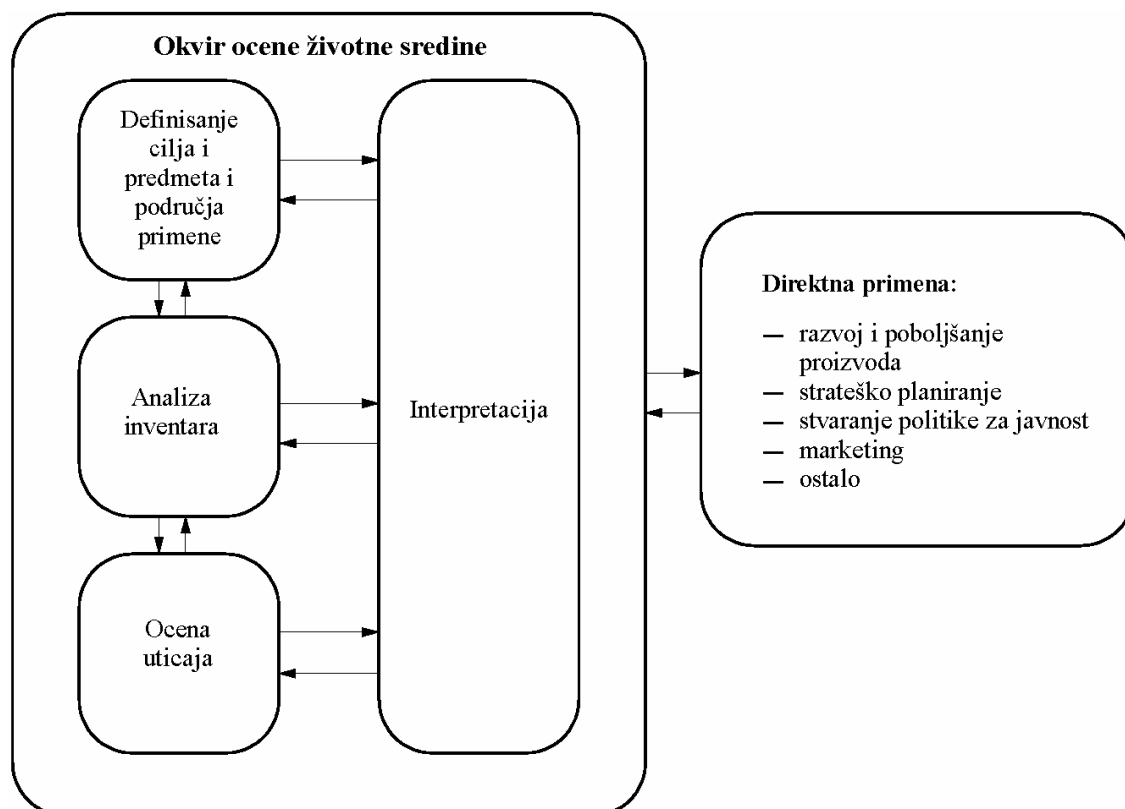 Okvir ocene životne sredine
Definisanje
cilja i
predmeta i
područja
primene
Analiza
inventara
Ocena
uticaja
Interpretacija
Direktna primena:
— razvoj i poboljšanje
proizvoda
— strateško planiranje
— stvaranje politike za javnost
— marketing
— ostalo